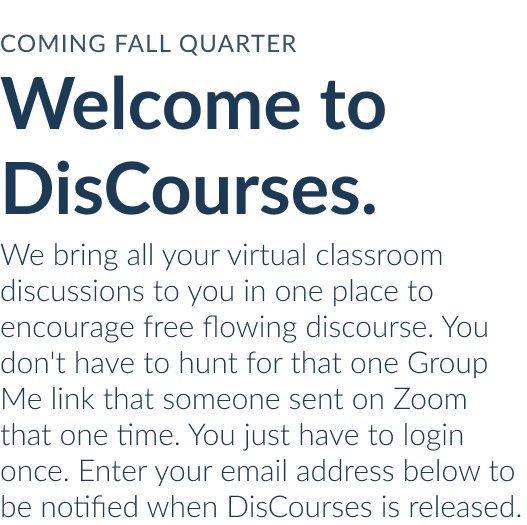 COMING FALL QUARTER
Welcome to
DisCourses.
We bring all your virtual classroom
discussions to you in one place to
encourage free flowing discourse. You
don't have to hunt for that one Group
Me link that someone sent on Zoom
that one time. You just have to login
once. Enter your email address below to
be notified when DisCourses is released.